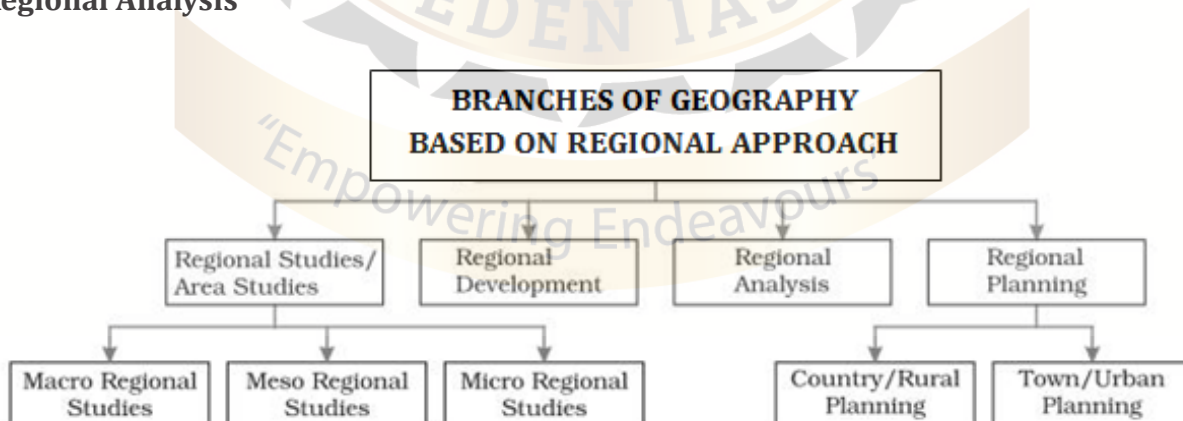 Regional Analysis
EDEN IAS
"Empowering Endeavours"
BRANCHES OF GEOGRAPHY
BASED ON REGIONAL APPROACH
Regional Studies/
Area Studies
Regional
Development
Regional
Analysis
Regional
Planning
Macro Regional
Studies
Meso Regional
Studies
Micro Regional
Studies
Country/Rural
Planning
Town/Urban
Planning